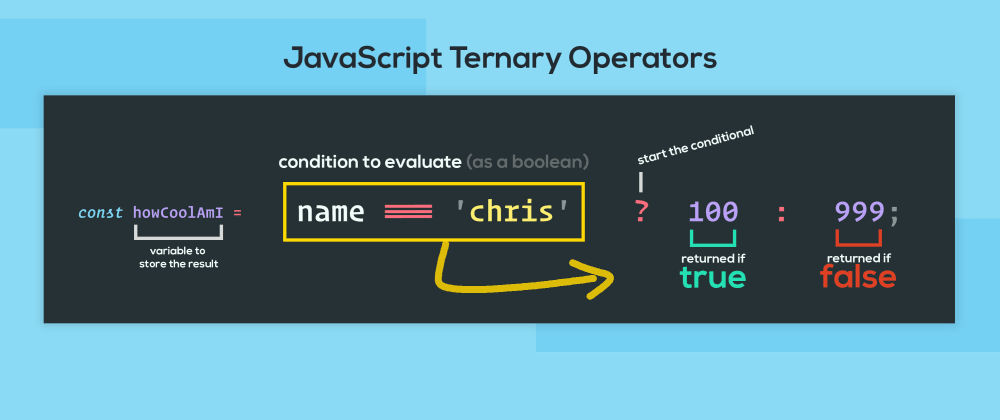 JavaScript Ternary Operators
start the conditional
condition to evaluate (as a boolean)
const howCoolAmI = name === 'chris' ? 100 : 999;
variable to
store the result
returned if
true
returned if
false